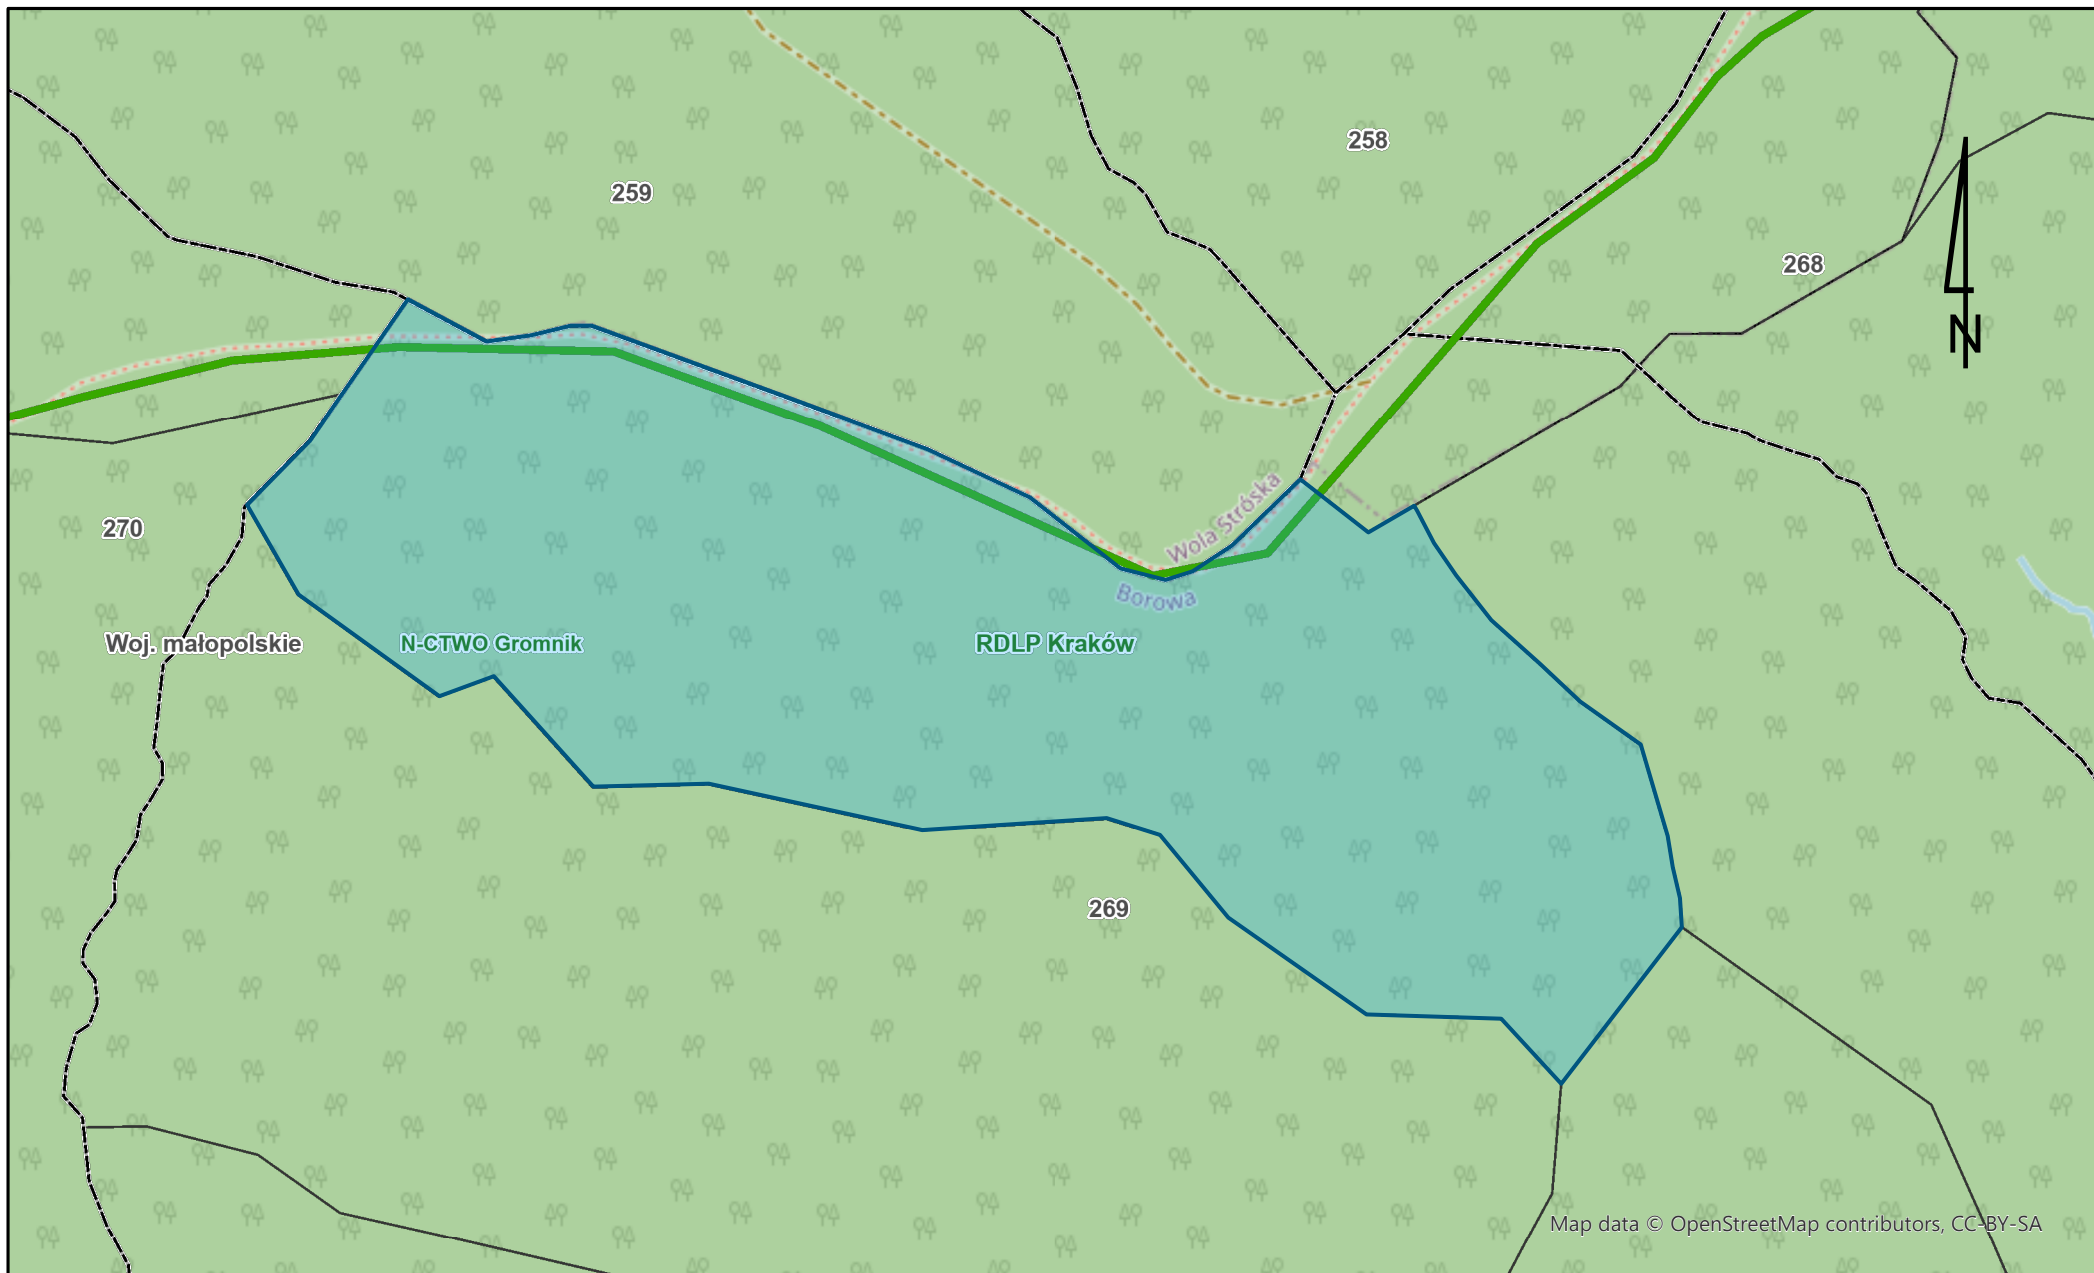 258
259
268
N
Wola Stróska
270
Borowa
Woj. małopolskie
N-CTWO Gromnik
RDLP Kraków
269
Map data © OpenStreetMap contributors, CC-BY-SA